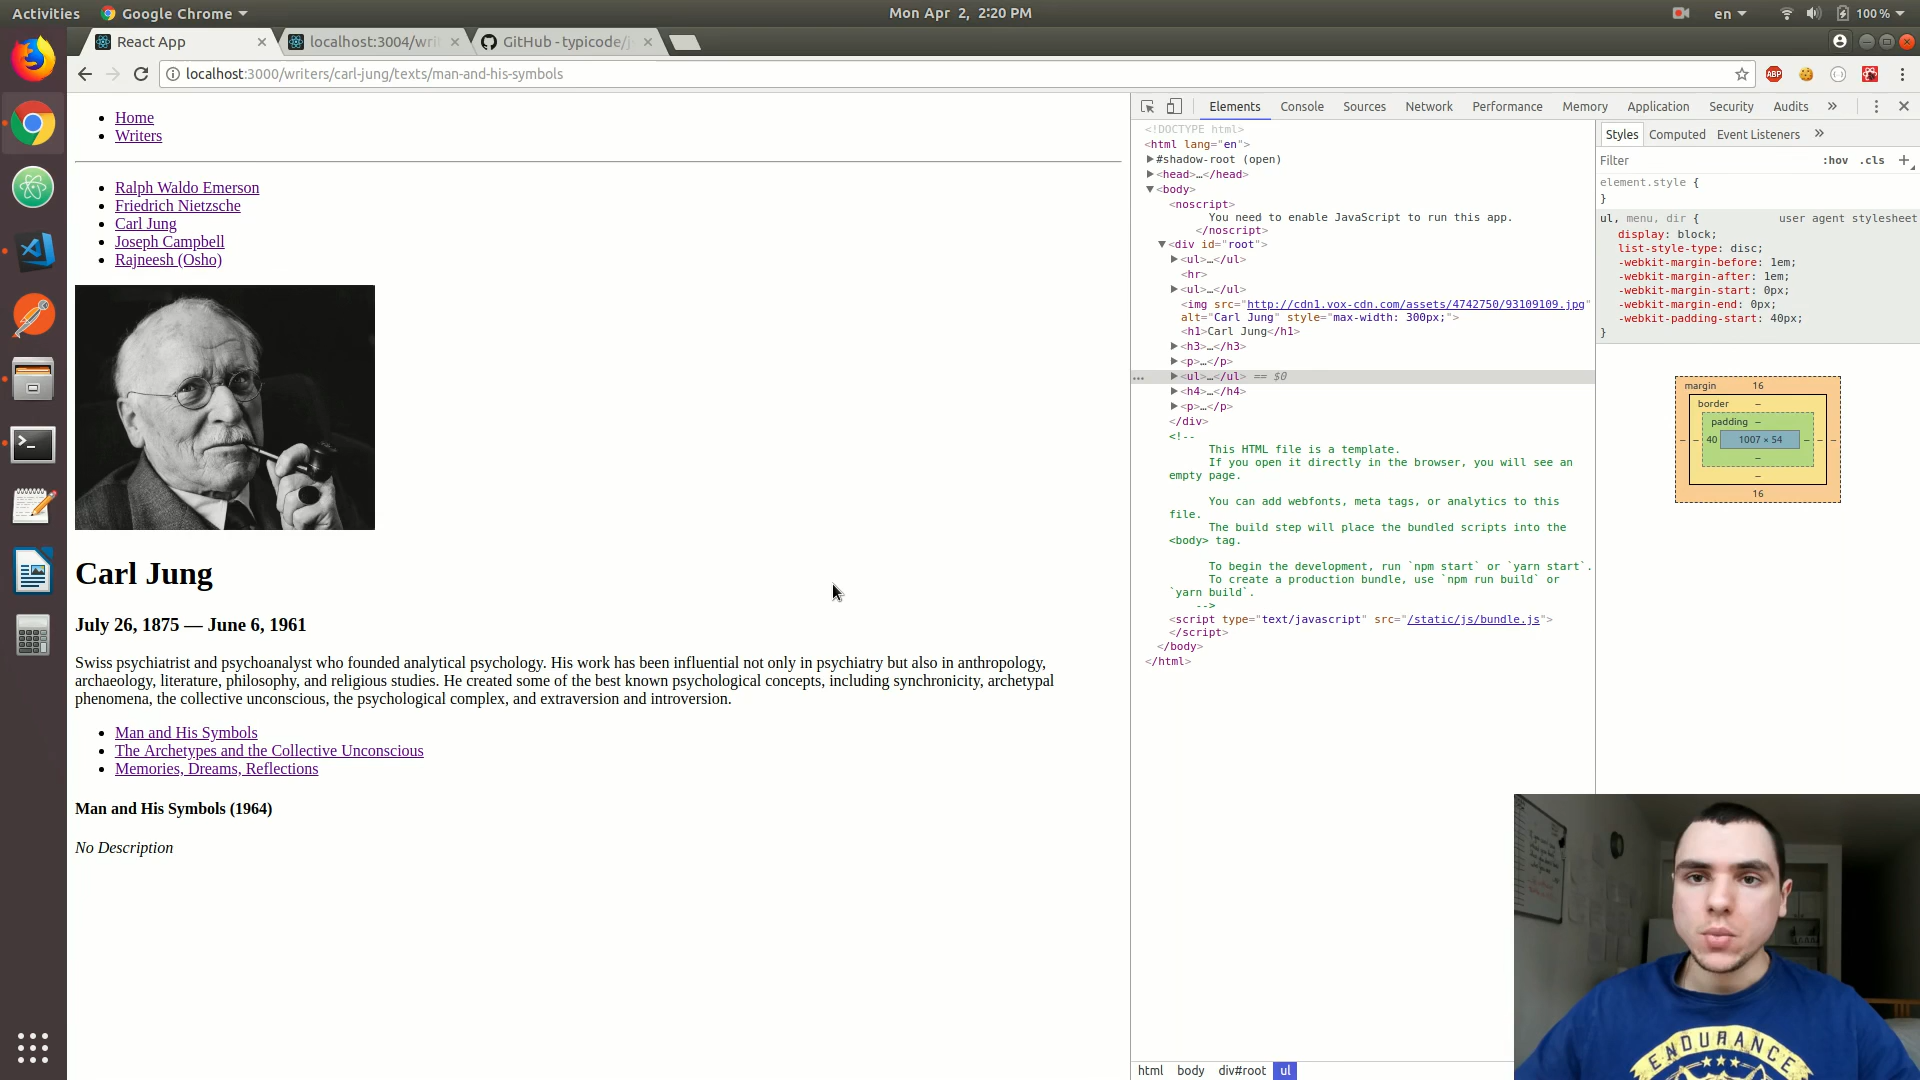 Activities
Google Chrome
Mon Apr 2, 2:20 PM
en
100%
React App
localhost:3004/writ
GitHub - typicode/j
localhost:3000/writers/carl-jung/texts/man-and-his-symbols
ABP
Home
Writers
Ralph Waldo Emerson
Friedrich Nietzsche
Carl Jung
Joseph Campbell
Rajneesh (Osho)
Carl Jung
July 26, 1875 — June 6, 1961
Swiss psychiatrist and psychoanalyst who founded analytical psychology. His work has been influential not only in psychiatry but also in anthropology,
archaeology, literature, philosophy, and religious studies. He created some of the best known psychological concepts, including synchronicity, archetypal
phenomena, the collective unconscious, the psychological complex, and extraversion and introversion.
Man and His Symbols
The Archetypes and the Collective Unconscious
Memories, Dreams, Reflections
Man and His Symbols (1964)
No Description
Elements Console Sources Network Performance Memory Application Security Audits »
<!DOCTYPE html>
<html lang="en">
#shadow-root (open)
<head>…</head>
<body>
<noscript>
You need to enable JavaScript to run this app.
</noscript>
<div id="root">
<ul>…</ul>
<hr>
<ul>…</ul>
<img src="http://cdn1.vox-cdn.com/assets/4742750/93109109.jpg"
alt="Carl Jung" style="max-width: 300px;">
<h1>Carl Jung</h1>
<h3>…</h3>
<p>…</p>
… <ul>…</ul> == $0
<h4>…</h4>
<p>…</p>
</div>
<!--
This HTML file is a template.
If you open it directly in the browser, you will see an
empty page.
You can add webfonts, meta tags, or analytics to this
file.
The build step will place the bundled scripts into the
<body> tag.
To begin the development, run `npm start` or `yarn start`.
To create a production bundle, use `npm run build` or
`yarn build`.
-->
<script type="text/javascript" src="/static/js/bundle.js">
</script>
</body>
</html>
html body div#root ul
Styles Computed Event Listeners »
Filter :hov .cls +
element.style {
}
ul, menu, dir { user agent stylesheet
display: block;
list-style-type: disc;
-webkit-margin-before: 1em;
-webkit-margin-after: 1em;
-webkit-margin-start: 0px;
-webkit-margin-end: 0px;
-webkit-padding-start: 40px;
}
margin 16
border –
padding –
– – 40 1007 × 54 – – –
–
–
16
ENDURANCE